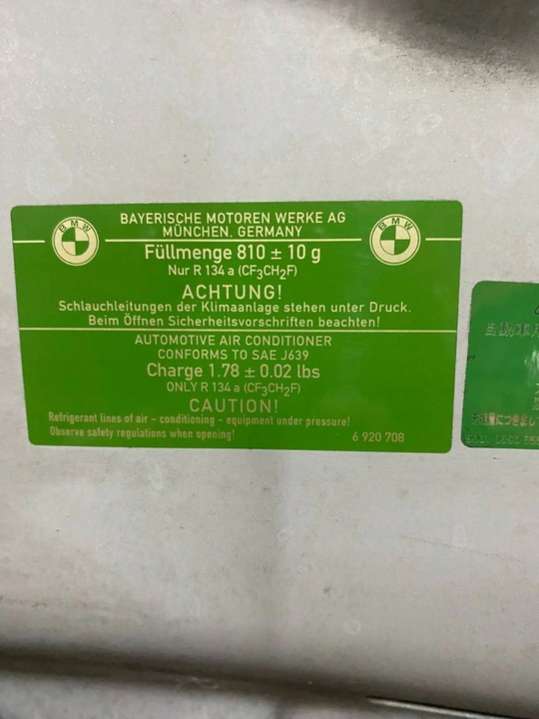 BAYERISCHE MOTOREN WERKE AG
MÜNCHEN, GERMANY
BMW
BMW
Füllmenge 810 ± 10 g
Nur R 134 a (CF₃CH₂F)
ACHTUNG!
Schlauchleitungen der Klimaanlage stehen unter Druck.
Beim Öffnen Sicherheitsvorschriften beachten!
AUTOMOTIVE AIR CONDITIONER
CONFORMS TO SAE J639
Charge 1.78 ± 0.02 lbs
ONLY R 134 a (CF₃CH₂F)
CAUTION!
Refrigerant lines of air - conditioning - equipment under pressure!
Observe safety regulations when opening!
6 920 708